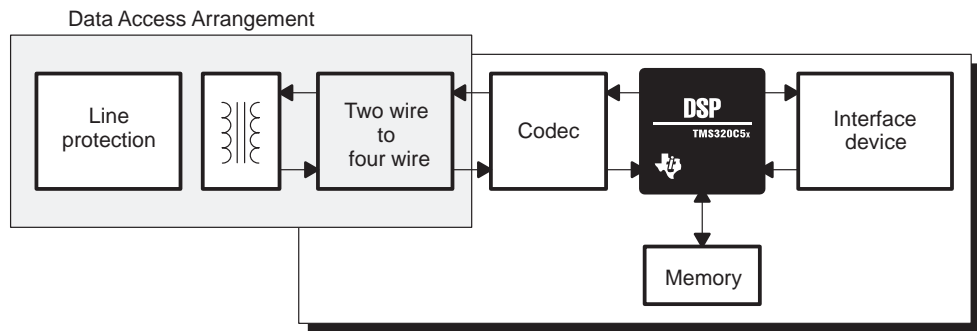 Data Access Arrangement
Line
protection
Two wire
to
four wire
Codec
DSP
TMS320C5x
Interface
device
Memory